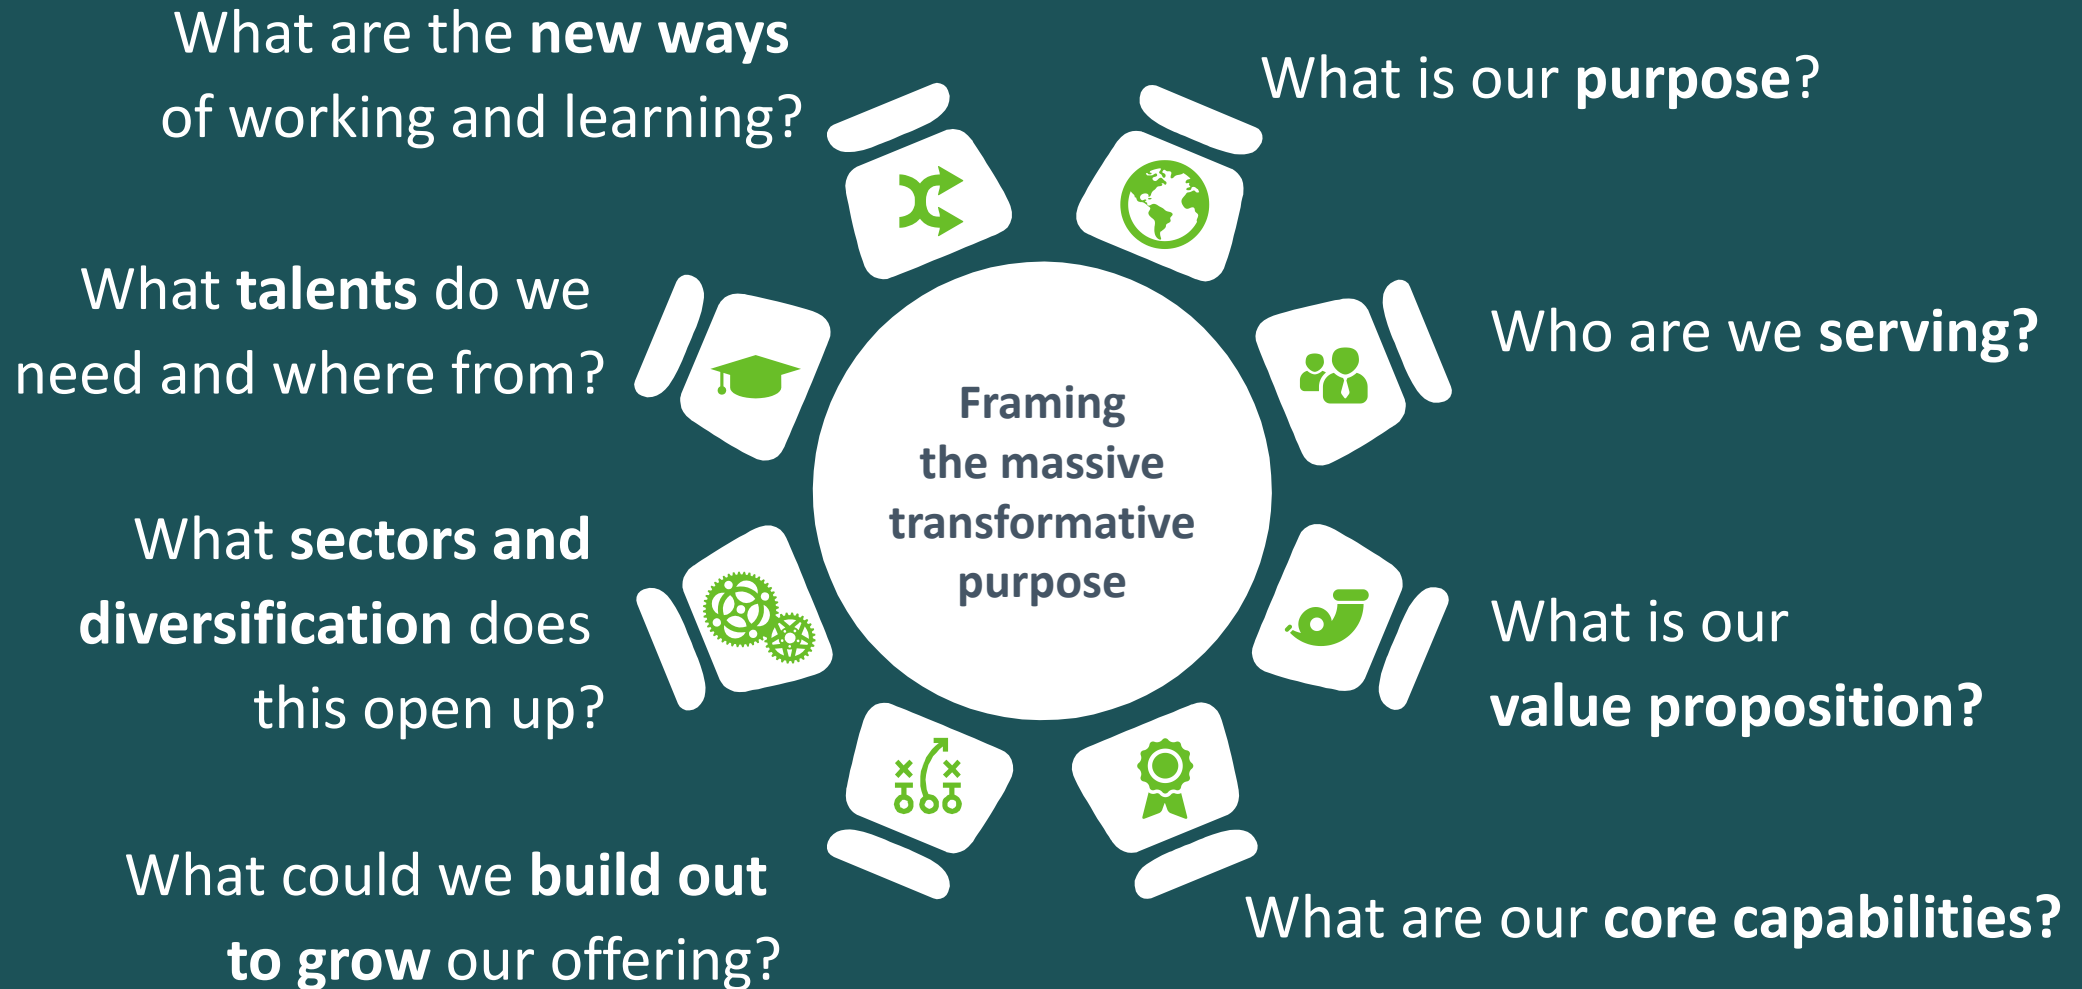 What are the new ways
of working and learning?
What is our purpose?
What talents do we
need and where from?
Who are we serving?
Framing
the massive
transformative
purpose
What sectors and
diversification does
this open up?
What is our
value proposition?
What could we build out
to grow our offering?
What are our core capabilities?